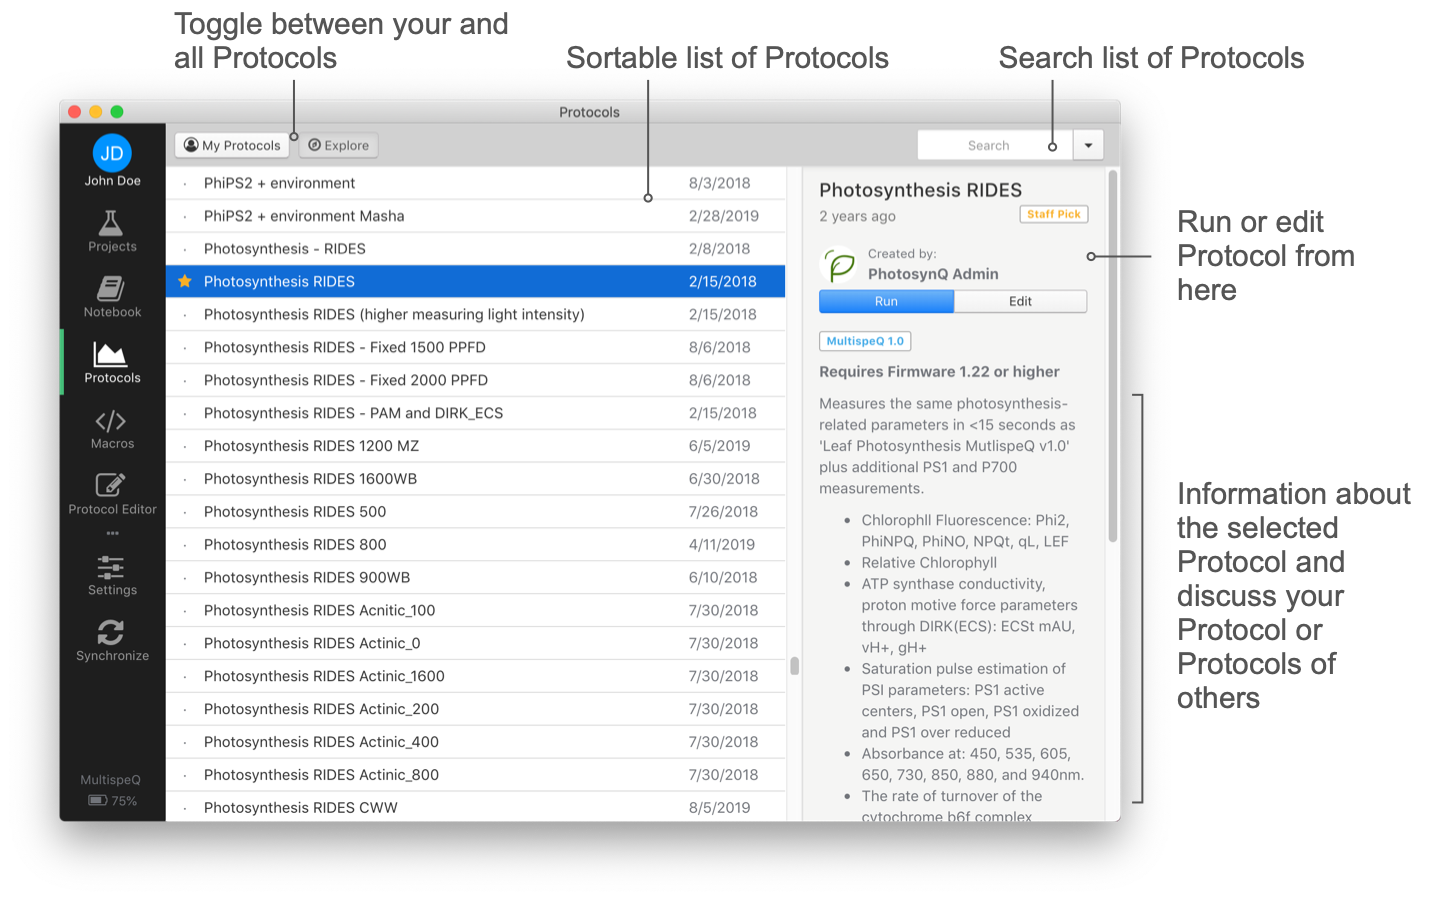 Toggle between your and
all Protocols
Sortable list of Protocols
Search list of Protocols
Protocols
JD
John Doe
Projects
Notebook
Protocols
Macros
Protocol Editor
Settings
Synchronize
MultispeQ
75%
My Protocols
Explore
Search
PhiPS2 + environment 8/3/2018
PhiPS2 + environment Masha 2/28/2019
Photosynthesis - RIDES 2/8/2018
Photosynthesis RIDES 2/15/2018
Photosynthesis RIDES (higher measuring light intensity) 2/15/2018
Photosynthesis RIDES - Fixed 1500 PPFD 8/6/2018
Photosynthesis RIDES - Fixed 2000 PPFD 8/6/2018
Photosynthesis RIDES - PAM and DIRK_ECS 2/15/2018
Photosynthesis RIDES 1200 MZ 6/5/2019
Photosynthesis RIDES 1600WB 6/30/2018
Photosynthesis RIDES 500 7/26/2018
Photosynthesis RIDES 800 4/11/2019
Photosynthesis RIDES 900WB 6/10/2018
Photosynthesis RIDES Acnitic_100 7/30/2018
Photosynthesis RIDES Actinic_0 7/30/2018
Photosynthesis RIDES Actinic_1600 7/30/2018
Photosynthesis RIDES Actinic_200 7/30/2018
Photosynthesis RIDES Actinic_400 7/30/2018
Photosynthesis RIDES Actinic_800 7/30/2018
Photosynthesis RIDES CWW 8/5/2019
Photosynthesis RIDES
2 years ago
Staff Pick
Created by:
PhotosynQ Admin
Run
Edit
MultispeQ 1.0
Requires Firmware 1.22 or higher
Measures the same photosynthesis-
related parameters in <15 seconds as
'Leaf Photosynthesis MutlispeQ v1.0'
plus additional PS1 and P700
measurements.
• Chlorophll Fluorescence: Phi2,
PhiNPQ, PhiNO, NPQt, qL, LEF
• Relative Chlorophyll
• ATP synthase conductivity,
proton motive force parameters
through DIRK(ECS): ECSt mAU,
vH+, gH+
• Saturation pulse estimation of
PSI parameters: PS1 active
centers, PS1 open, PS1 oxidized
and PS1 over reduced
• Absorbance at: 450, 535, 605,
650, 730, 850, 880, and 940nm.
• The rate of turnover of the
cytochrome b6f complex
Run or edit
Protocol from
here
Information about
the selected
Protocol and
discuss your
Protocol or
Protocols of
others